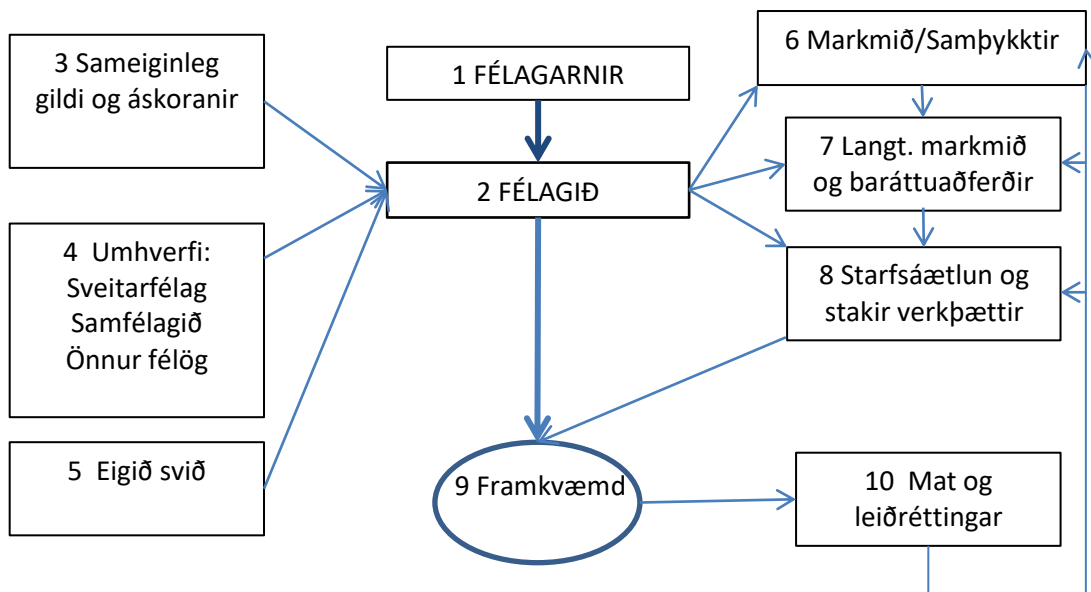 3 Sameiginleg
gildi og áskoranir
1 FÉLAGARNIR
6 Markmið/Samþykktir
7 Langt. markmið
og baráttuaðferðir
2 FÉLAGIÐ
4 Umhverfi:
Sveitarfélag
Samfélagið
Önnur félög
8 Starfsáætlun og
stakir verkþættir
5 Eigið svið
9 Framkvæmd
10 Mat og
leiðréttingar